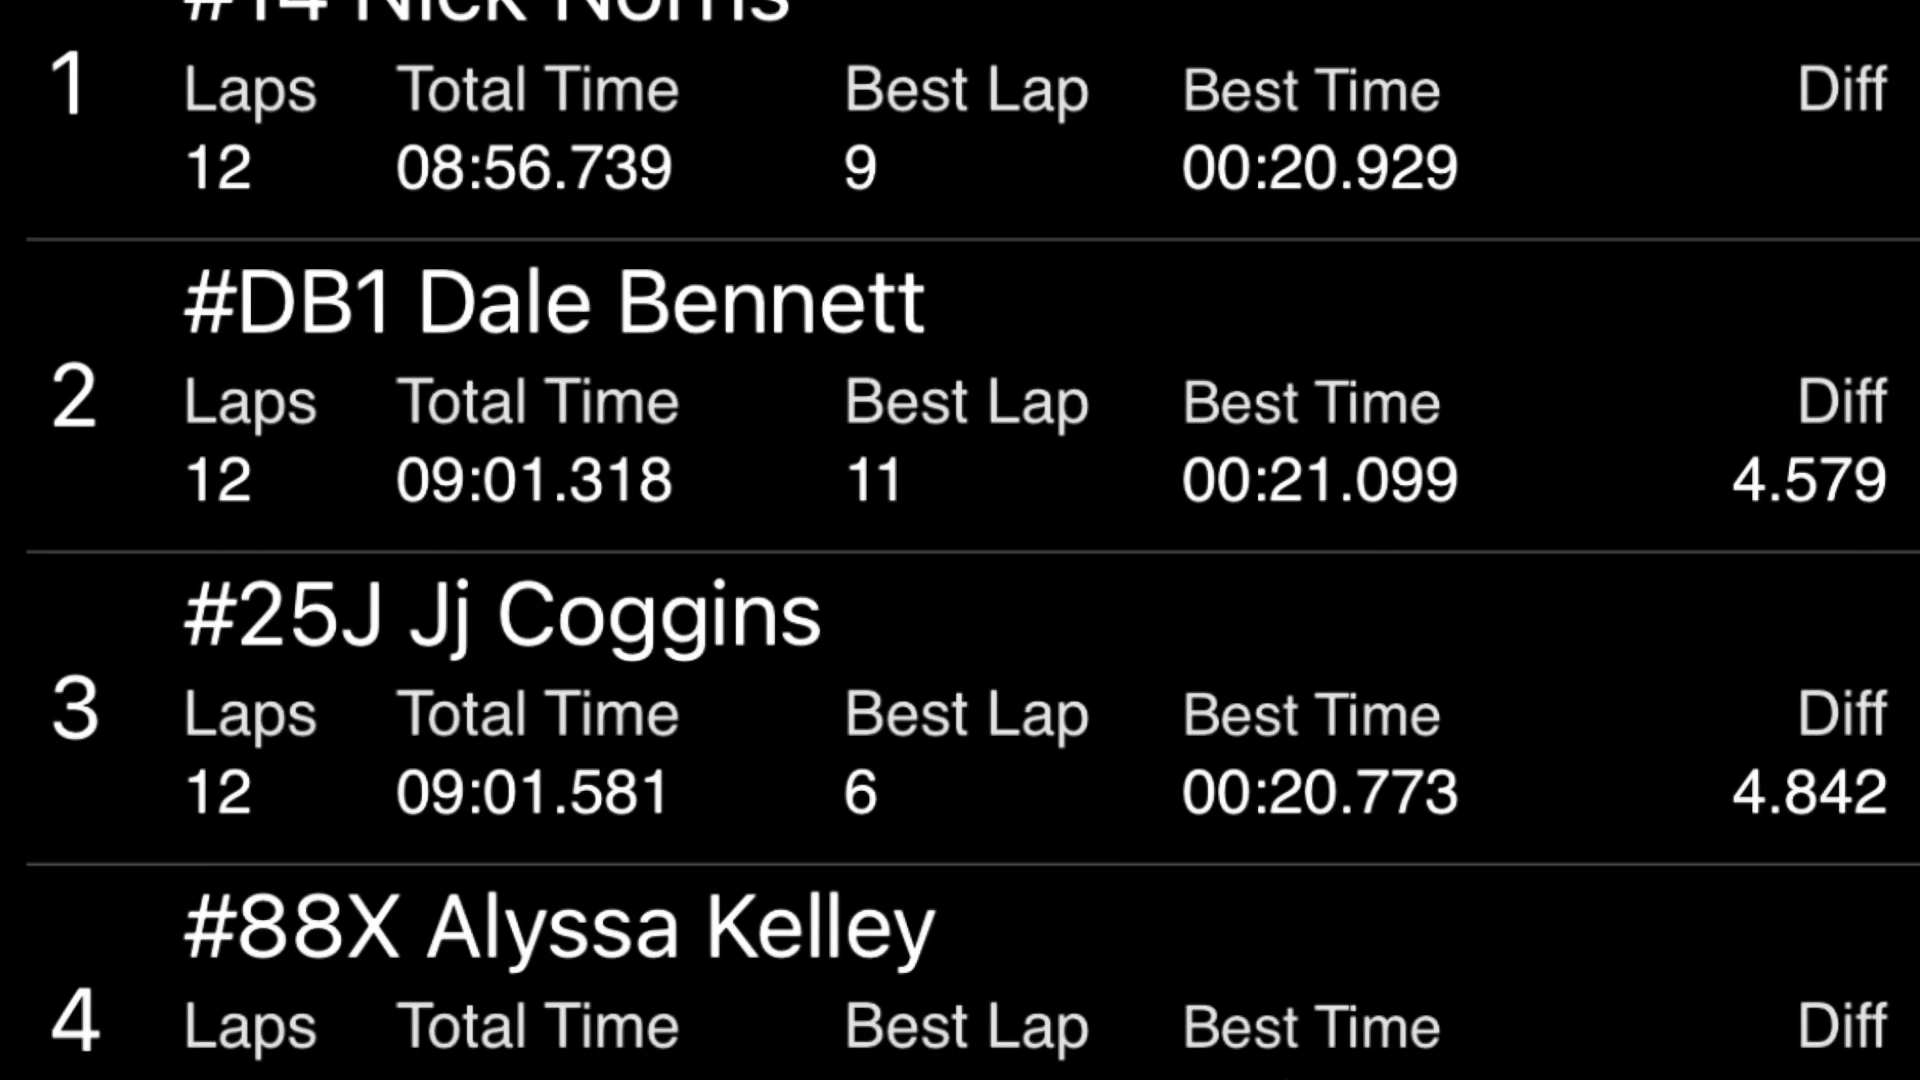 #14 Nick Norris
1 Laps Total Time Best Lap Best Time Diff
12 08:56.739 9 00:20.929
#DB1 Dale Bennett
2 Laps Total Time Best Lap Best Time Diff
12 09:01.318 11 00:21.099 4.579
#25J Jj Coggins
3 Laps Total Time Best Lap Best Time Diff
12 09:01.581 6 00:20.773 4.842
#88X Alyssa Kelley
4 Laps Total Time Best Lap Best Time Diff